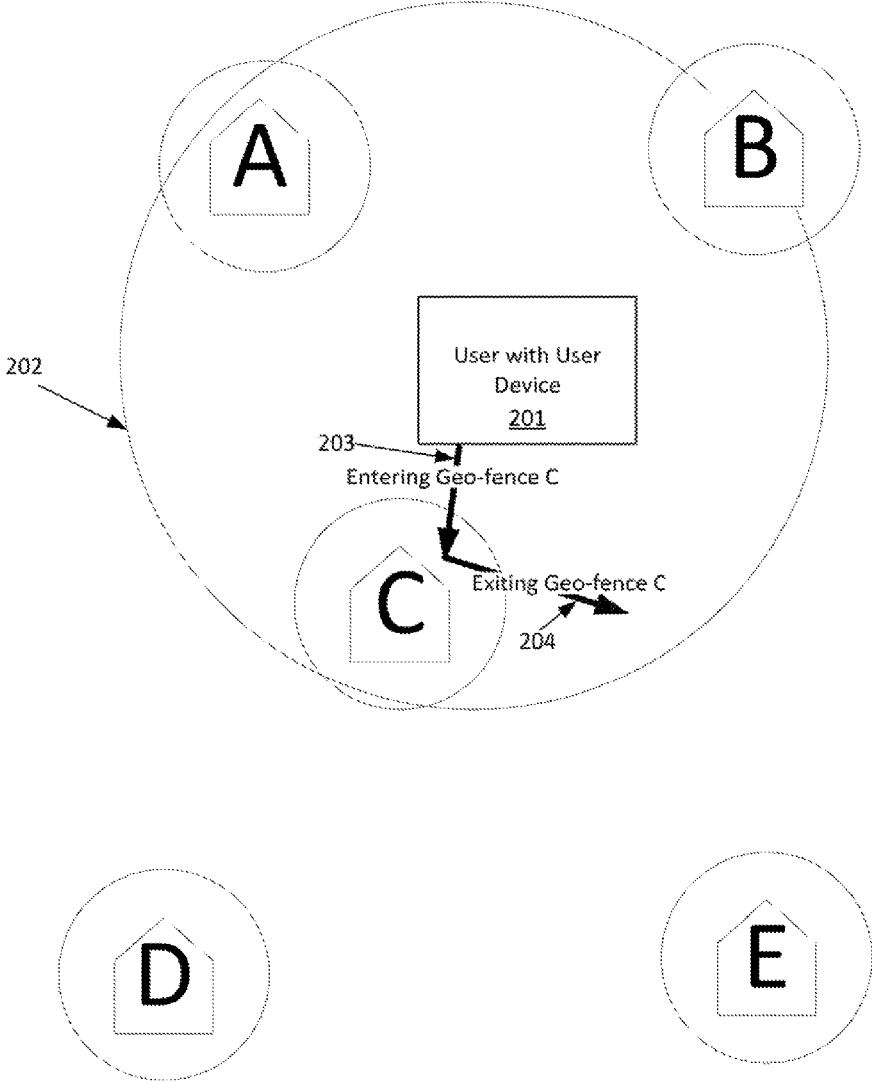 A
B
202
User with User
Device
201
203
Entering Geo-fence C
C
Exiting Geo-fence C
204
D
E